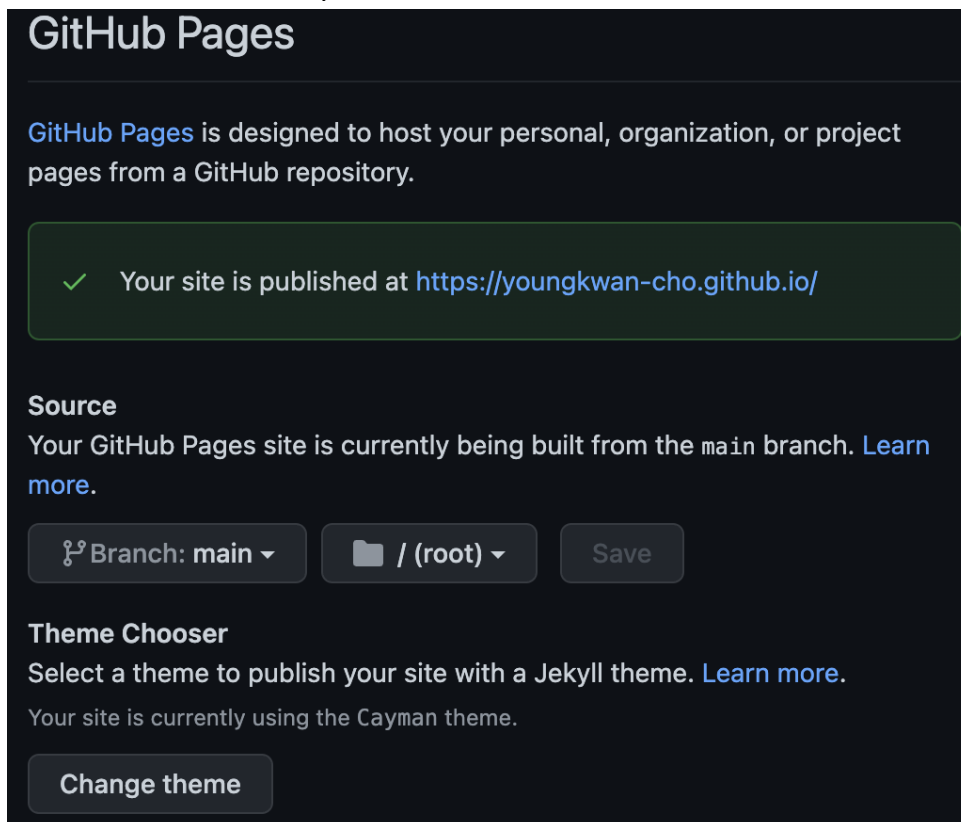 GitHub Pages
GitHub Pages is designed to host your personal, organization, or project
pages from a GitHub repository.
Your site is published at https://youngkwan-cho.github.io/
Source
Your GitHub Pages site is currently being built from the main branch. Learn
more.
Branch: main / (root) Save
Theme Chooser
Select a theme to publish your site with a Jekyll theme. Learn more.
Your site is currently using the Cayman theme.
Change theme